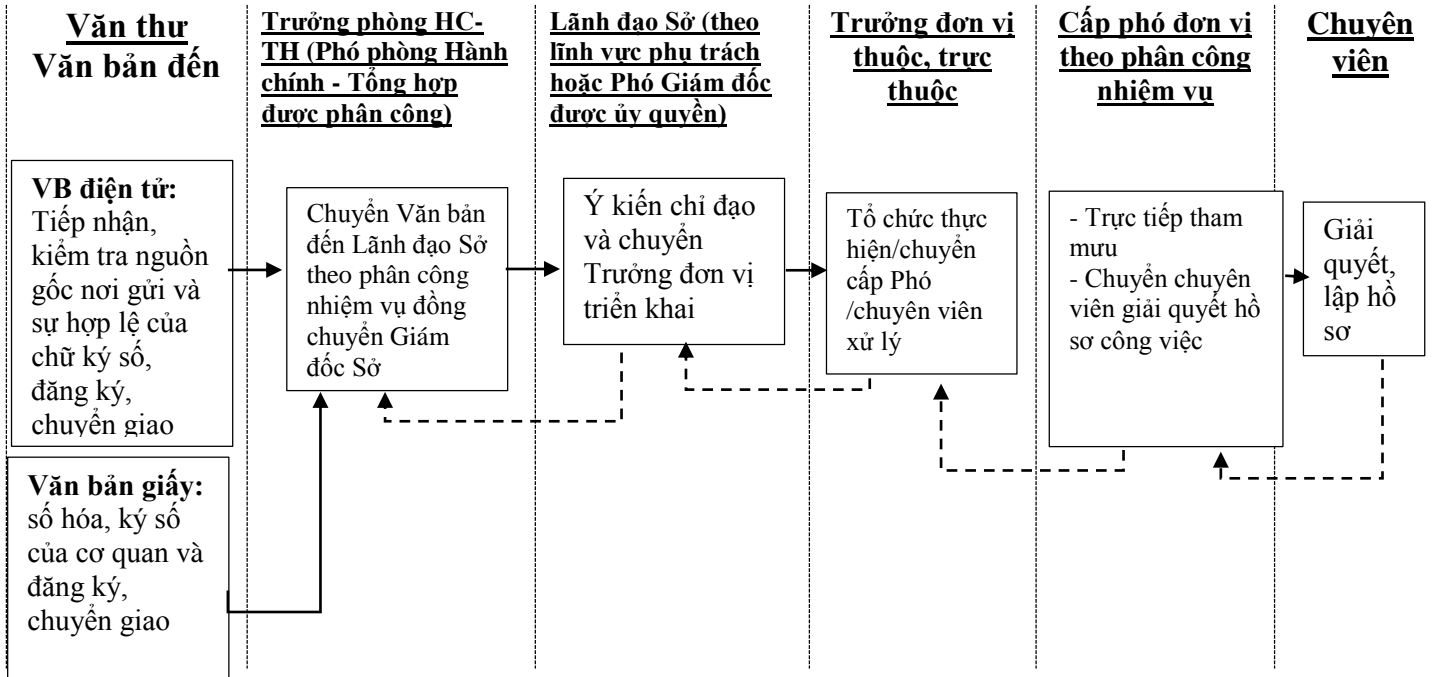 Văn thư
Văn bản đến
Trưởng phòng HC-
TH (Phó phòng Hành
chính - Tổng hợp
được phân công)
Lãnh đạo Sở (theo
lĩnh vực phụ trách
hoặc Phó Giám đốc
được ủy quyền)
Trưởng đơn vị
thuộc, trực
thuộc
Cấp phó đơn vị
theo phân công
nhiệm vụ
Chuyên
viên
VB điện tử:
Tiếp nhận,
kiểm tra nguồn
gốc nơi gửi và
sự hợp lệ của
chữ ký số,
đăng ký,
chuyển giao
Chuyển Văn bản
đến Lãnh đạo Sở
theo phân công
nhiệm vụ đồng
chuyển Giám
đốc Sở
Ý kiến chỉ đạo
và chuyển
Trưởng đơn vị
triển khai
Tổ chức thực
hiện/chuyển
cấp Phó
/chuyên viên
xử lý
- Trực tiếp tham
mưu
- Chuyển chuyên
viên giải quyết hồ
sơ công việc
Giải
quyết,
lập hồ
sơ
Văn bản giấy:
số hóa, ký số
của cơ quan và
đăng ký,
chuyển giao